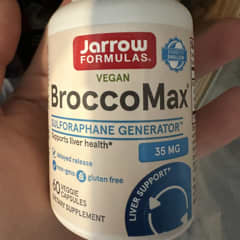 Jarrow
FORMULAS®
VEGAN
BroccoMax®
SULFORAPHANE GENERATOR™
Supports liver health*
35 MG
delayed release
non-gmo gluten free
60 VEGGIE
CAPSULES
DIETARY SUPPLEMENT
LIVER SUPPORT*